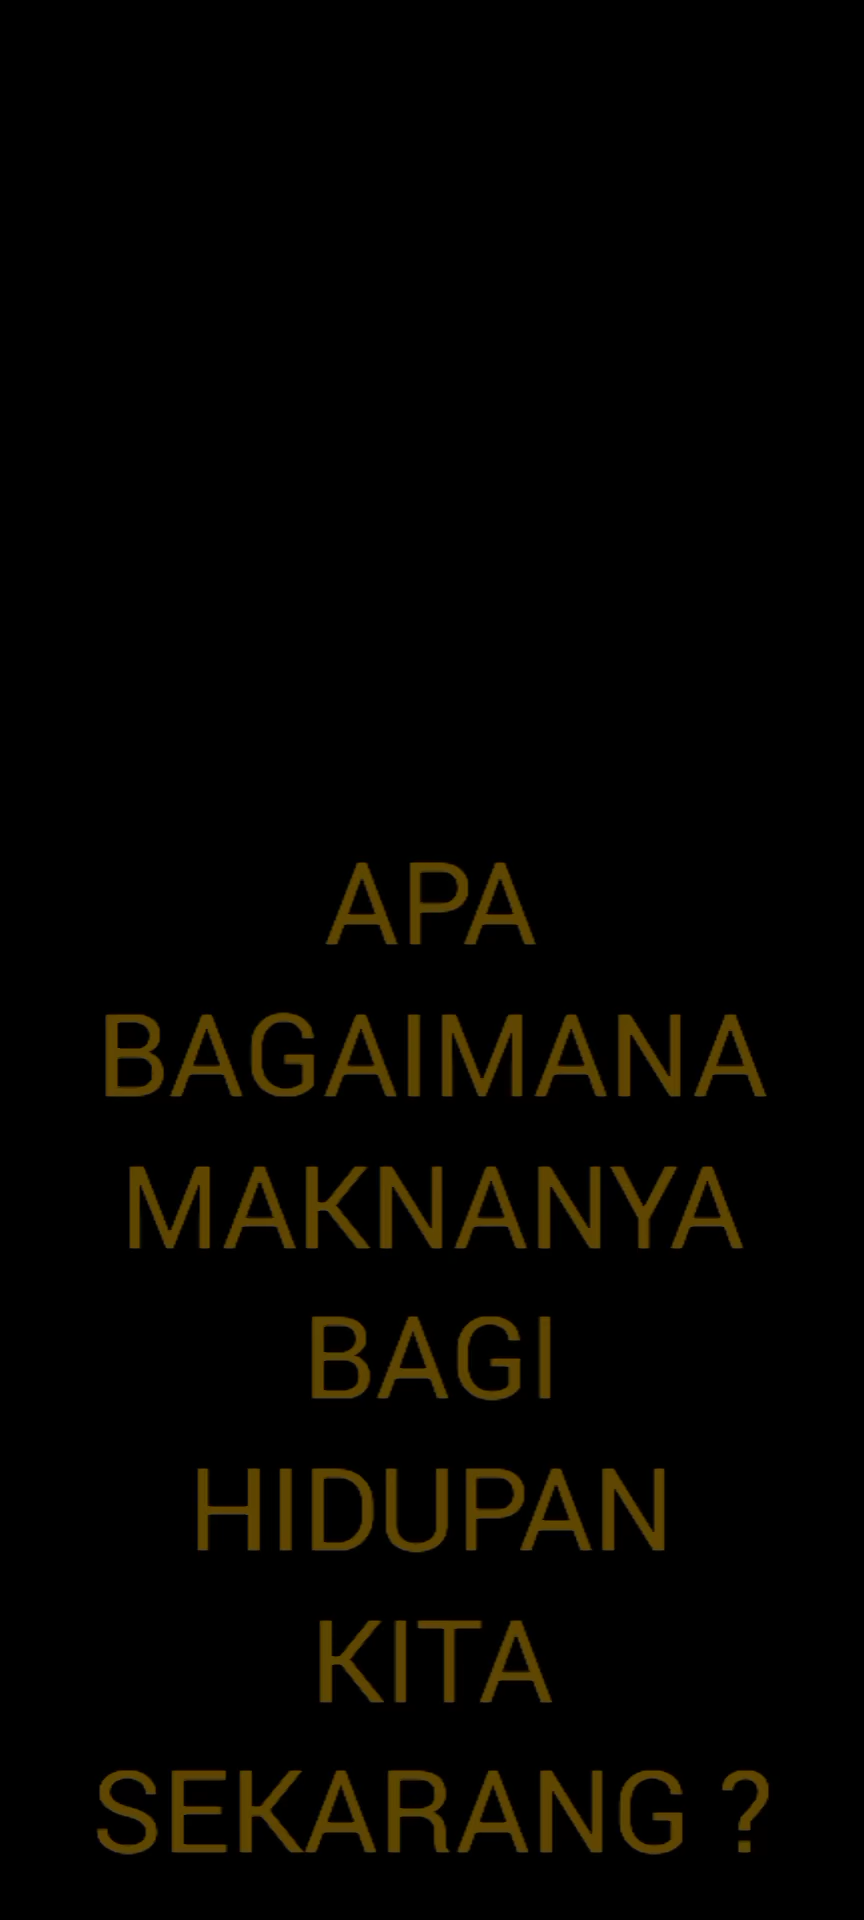 APA
BAGAIMANA
MAKNANYA
BAGI
HIDUPAN
KITA
SEKARANG ?